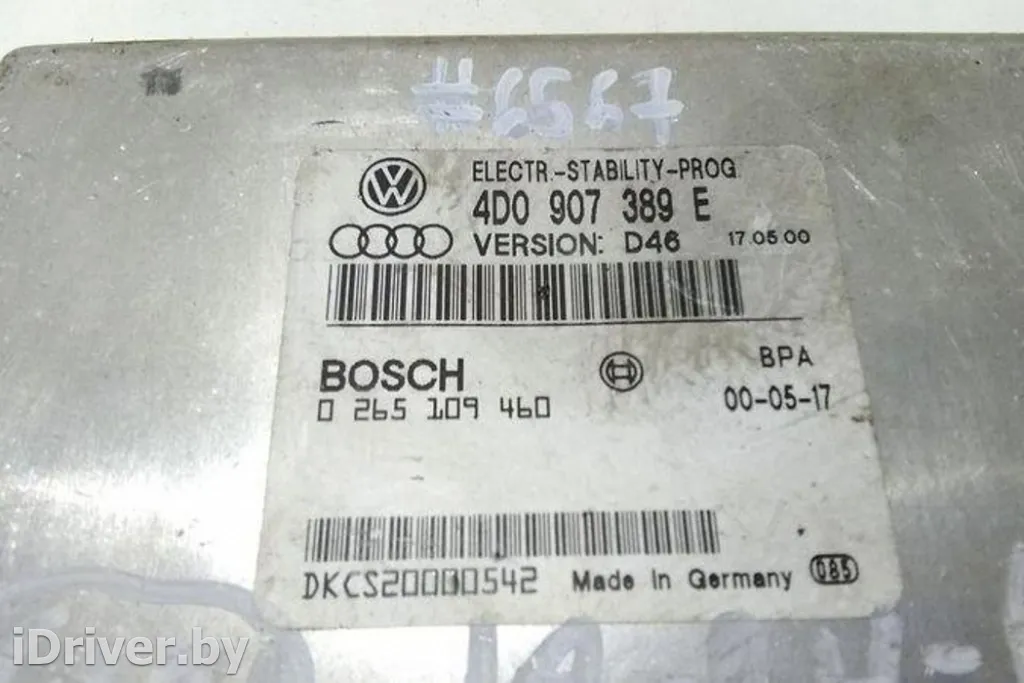 #6567
ELECTR.-STABILITY-PROG.
4D0 907 389 E
VERSION: D46 17.05.00
BOSCH
BPA
0 265 109 460
00-05-17
DKCS20000542 Made In Germany 085
iDriver.by